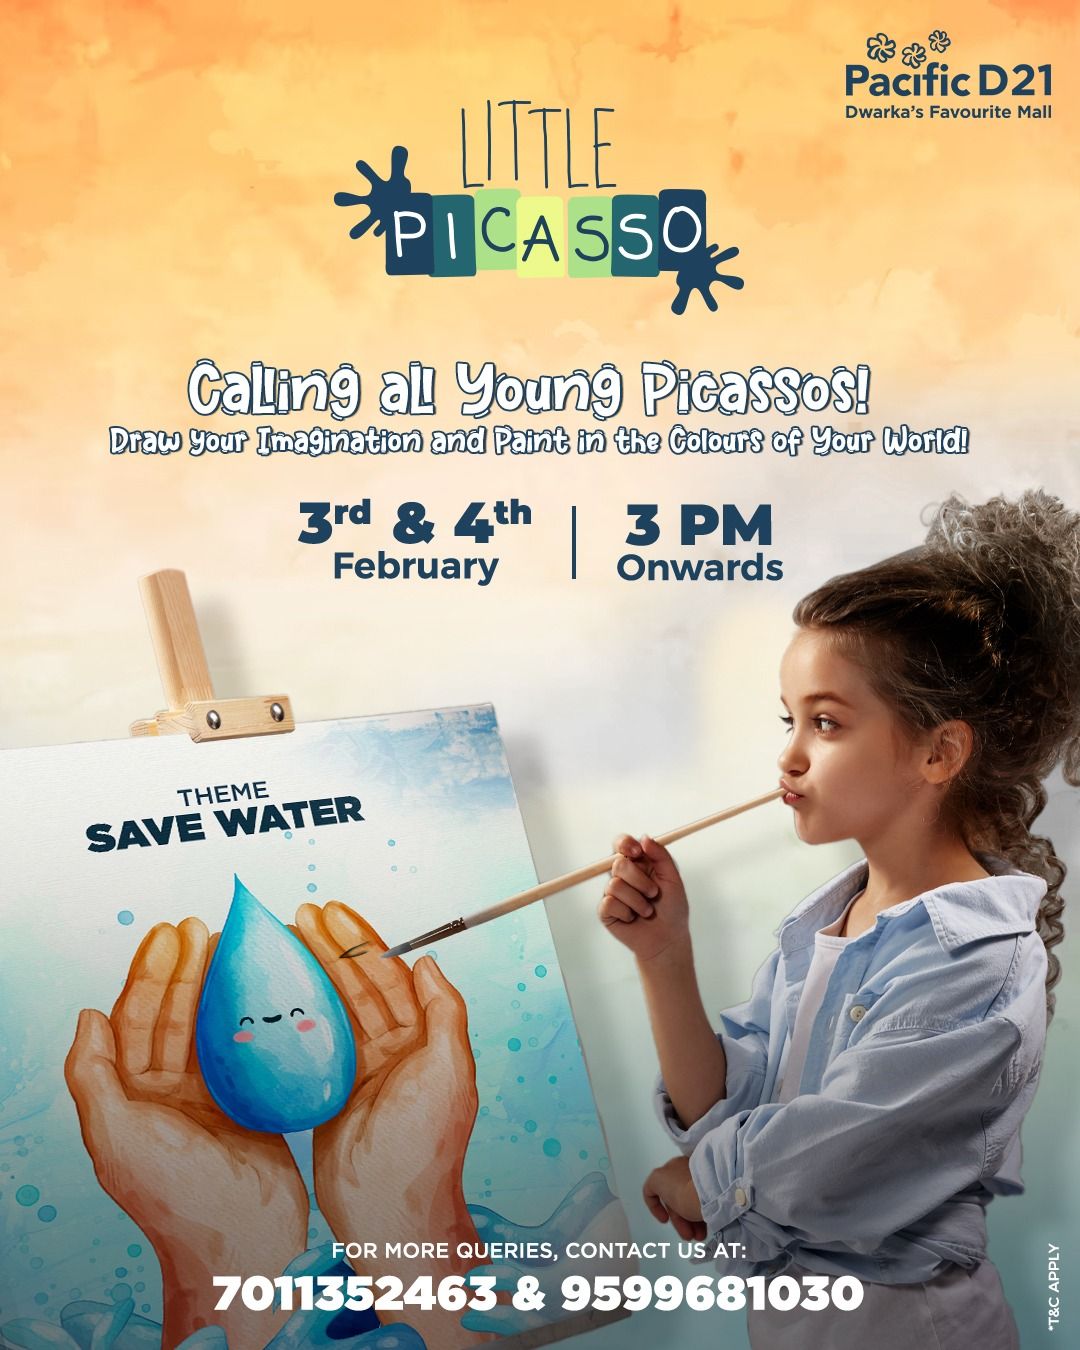 Pacific D21
Dwarka's Favourite Mall
LITTLE
PICASSO
Calling all Young Picassos!
Draw your Imagination and Paint in the Colours of Your World!
3rd & 4th
February
3 PM
Onwards
THEME
SAVE WATER
FOR MORE QUERIES, CONTACT US AT:
7011352463 & 9599681030
*T&C APPLY